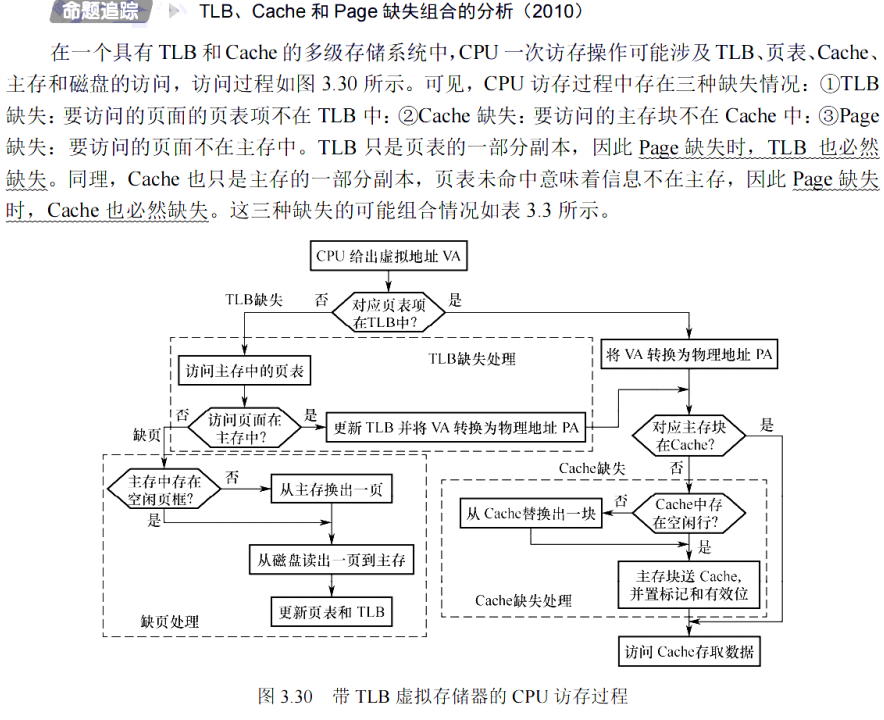 命题追踪 TLB、Cache 和 Page 缺失组合的分析（2010）
在一个具有 TLB 和 Cache 的多级存储系统中，CPU 一次访存操作可能涉及 TLB、页表、Cache、
主存和磁盘的访问，访问过程如图 3.30 所示。可见，CPU 访存过程中存在三种缺失情况：①TLB
缺失：要访问的页面的页表项不在 TLB 中；②Cache 缺失：要访问的主存块不在 Cache 中；③Page
缺失：要访问的页面不在主存中。TLB 只是页表的一部分副本，因此 Page 缺失时，TLB 也必然
缺失。同理，Cache 也只是主存的一部分副本，页表未命中意味着信息不在主存，因此 Page 缺失
时，Cache 也必然缺失。这三种缺失的可能组合情况如表 3.3 所示。
CPU 给出虚拟地址 VA
TLB缺失
否
对应页表项
在TLB中？
是
TLB缺失处理
访问主存中的页表
将 VA 转换为物理地址 PA
否
访问页面在
主存中？
是
更新 TLB 并将 VA 转换为物理地址 PA
缺页
对应主存块
在Cache？
是
Cache缺失
否
主存中存在
空闲页框？
否
从主存换出一页
是
从 Cache替换出一块
否
Cache中存
在空闲行？
是
从磁盘读出一页到主存
主存块送 Cache，
并置标记和有效位
更新页表和 TLB
缺页处理
Cache缺失处理
访问 Cache存取数据
图 3.30 带 TLB 虚拟存储器的 CPU 访存过程